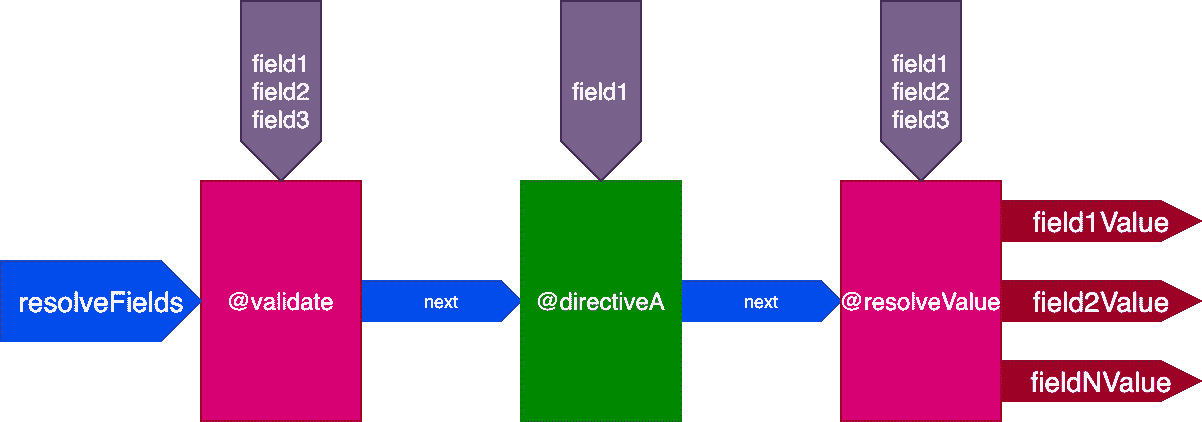 field1
field2
field3
field1
field1
field2
field3
resolveFields
@validate
next
@directiveA
next
@resolveValue
field1Value
field2Value
fieldNValue